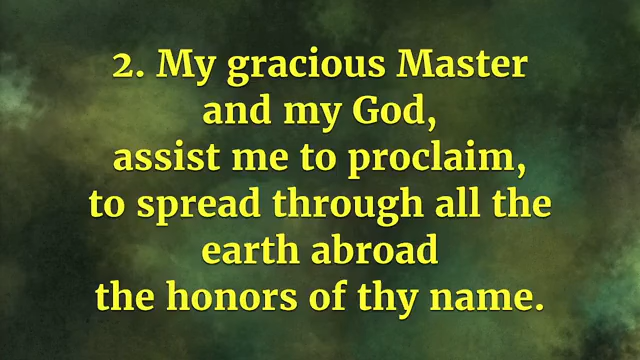 2. My gracious Master
and my God,
assist me to proclaim,
to spread through all the
earth abroad
the honors of thy name.